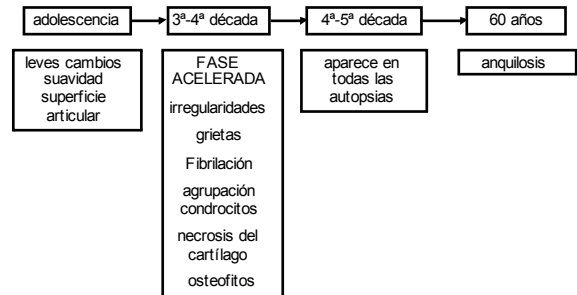 adolescencia
3ª-4ª década
4ª-5ª década
60 años
leves cambios
suavidad
superficie
articular
FASE
ACELERADA
irregularidades
grietas
Fibrilación
agrupación
condrocitos
necrosis del
cartílago
osteofitos
aparece en
todas las
autopsias
anquilosis